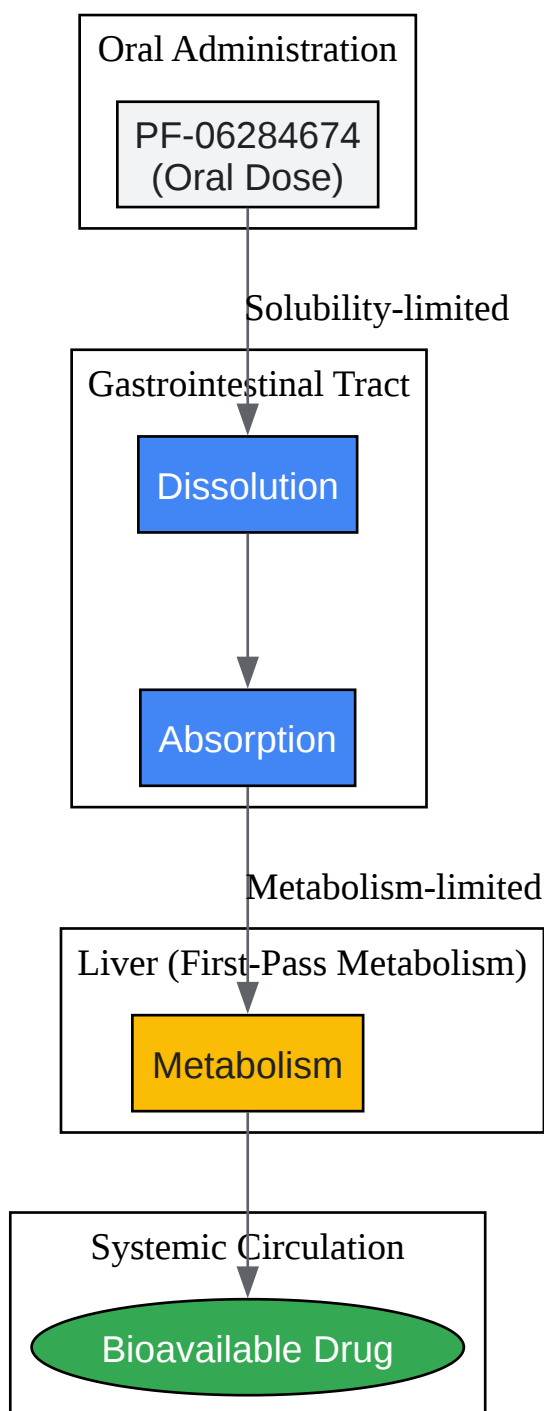 Oral Administration
PF-06284674
(Oral Dose)
Solubility-limited
Gastrointestinal Tract
Dissolution
Absorption
Metabolism-limited
Liver (First-Pass Metabolism)
Metabolism
Systemic Circulation
Bioavailable Drug